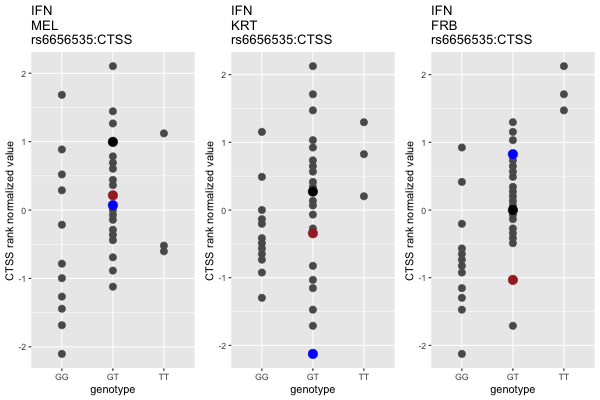 IFN
MEL
rs6656535:CTSS
CTSS rank normalized value
2
1
0
-1
-2
GG GT TT
genotype
IFN
KRT
rs6656535:CTSS
CTSS rank normalized value
2
1
0
-1
-2
GG GT TT
genotype
IFN
FRB
rs6656535:CTSS
CTSS rank normalized value
2
1
0
-1
-2
GG GT TT
genotype